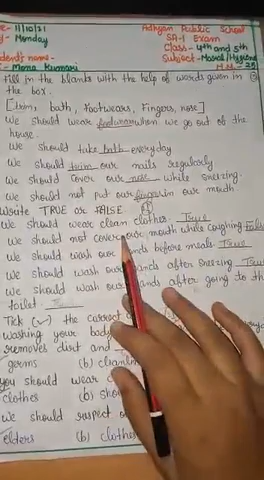 11/10/21 Adhyan Public School
Monday SA-I Exam
Class- 4th and 5th
Student's name - Subject- Moral/Hygiene
Mona Kumari M.M - 25
Fill in the blanks with the help of words given in
the box.
[trim, bath, Footwears, Fingers, nose]
We should wear footwear when we go out of the
house.
We should take bath everyday
We should trim our nails regularly
We should cover our nose while sneezing.
We should not put our fingers in our mouth
Write TRUE or FALSE
We should wear clean clothes. True
We should not cover our mouth while coughing False
We should wash our hands before meals True
We should wash our hands after sneezing True
We should wash our hands after going to the
toilet
Tick (✓) the correct
washing your body
removes dirt and
germs (b)
you should wear
clothes (b)
we should respect
elders (b) clothes